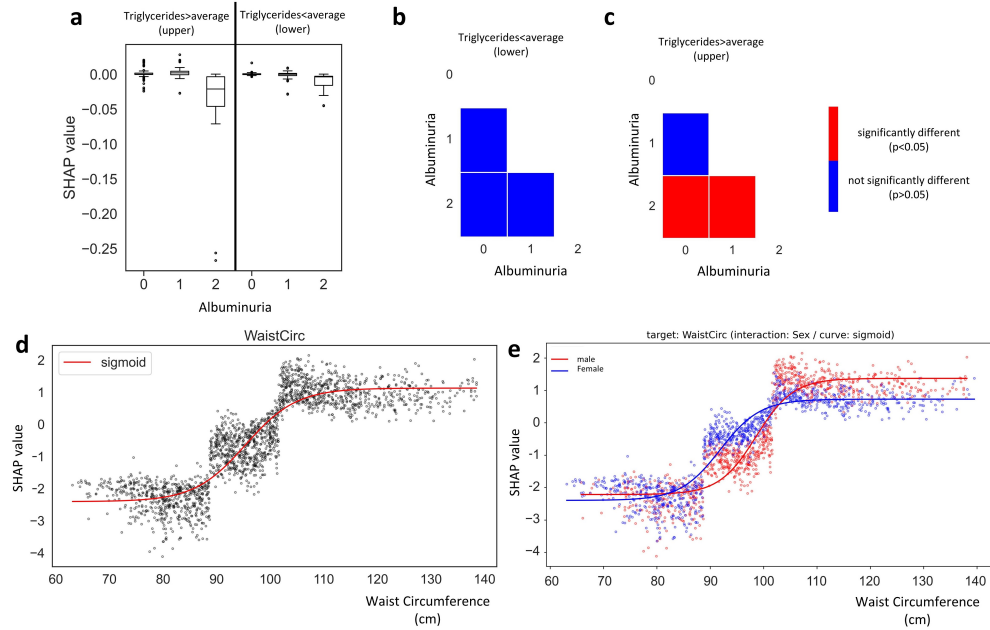 a
Triglycerides>average
(upper)
Triglycerides<average
(lower)
SHAP value
0.00
−0.05
−0.10
−0.15
−0.20
−0.25
0 1 2 0 1 2
Albuminuria
b
Triglycerides<average
(lower)
Albuminuria
0
1
2
0 1 2
Albuminuria
c
Triglycerides>average
(upper)
Albuminuria
0
1
2
0 1 2
Albuminuria
significantly different
(p<0.05)
not significantly different
(p>0.05)
d
WaistCirc
sigmoid
SHAP value
2
1
0
−1
−2
−3
−4
60 80 90 100 110 120 130 140
Waist Circumference
(cm)
e
target: WaistCirc (interaction: Sex / curve: sigmoid)
male
Female
SHAP value
2
1
0
−1
−2
−3
−4
60 70 80 90 100 110 120 130 140
Waist Circumference
(cm)